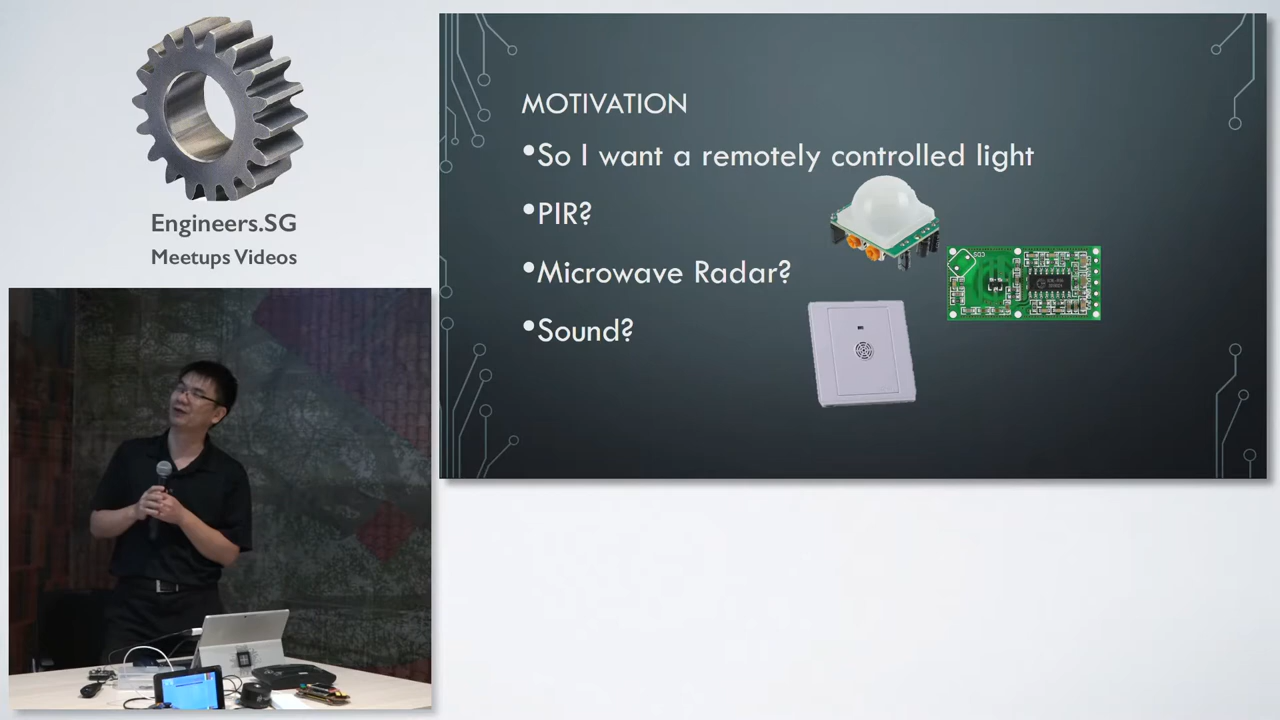 Engineers.SG
Meetups Videos
MOTIVATION
•So I want a remotely controlled light
•PIR?
•Microwave Radar?
•Sound?